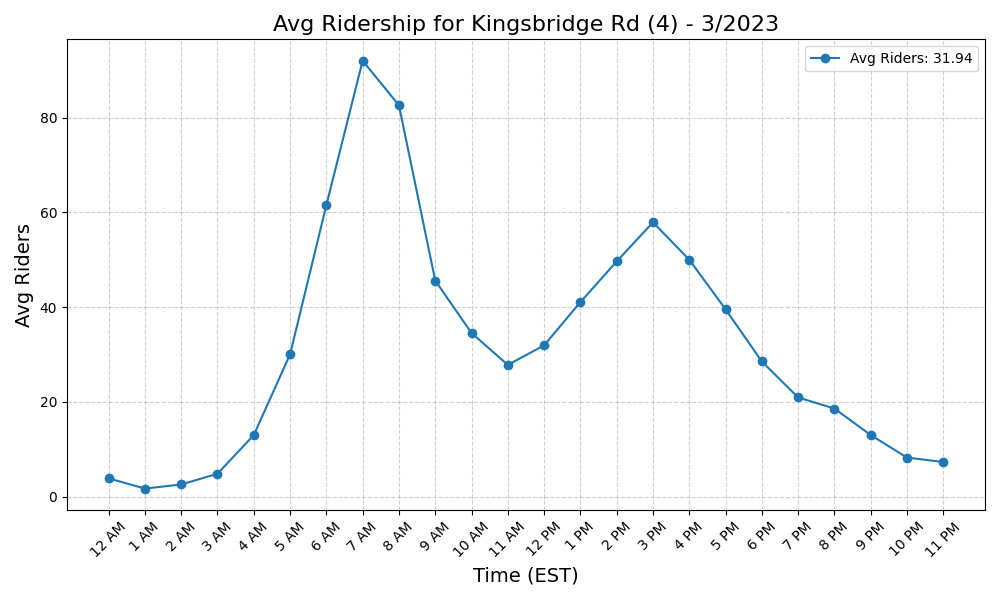 Avg Ridership for Kingsbridge Rd (4) - 3/2023
Avg Riders: 31.94
Avg Riders
80
60
40
20
0
12 AM
1 AM
2 AM
3 AM
4 AM
5 AM
6 AM
7 AM
8 AM
9 AM
10 AM
11 AM
12 PM
1 PM
2 PM
3 PM
4 PM
5 PM
6 PM
7 PM
8 PM
9 PM
10 PM
11 PM
Time (EST)